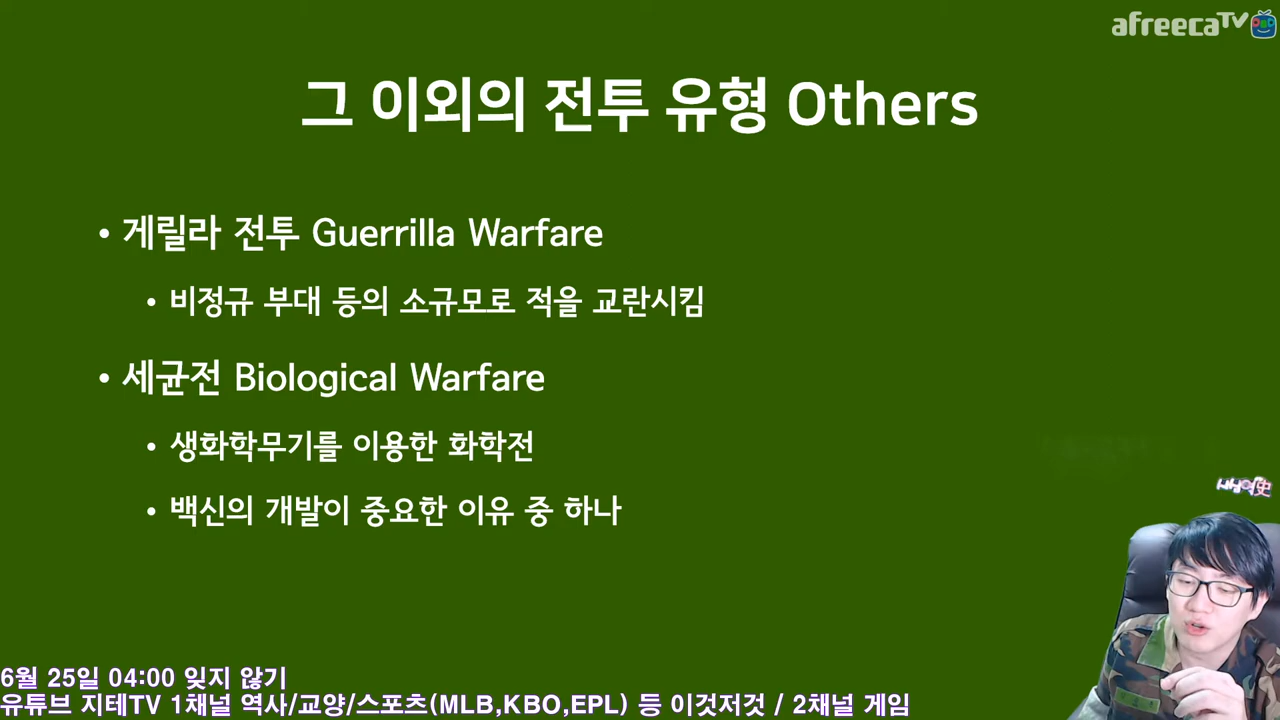 afreecaTV
그 이외의 전투 유형 Others
• 게릴라 전투 Guerrilla Warfare
• 비정규 부대 등의 소규모로 적을 교란시킴
• 세균전 Biological Warfare
• 생화학무기를 이용한 화학전
• 백신의 개발이 중요한 이유 중 하나
6월 25일 04:00 잊지 않기
유튜브 지테TV 1채널 역사/교양/스포츠(MLB,KBO,EPL) 등 이것저것 / 2채널 게임